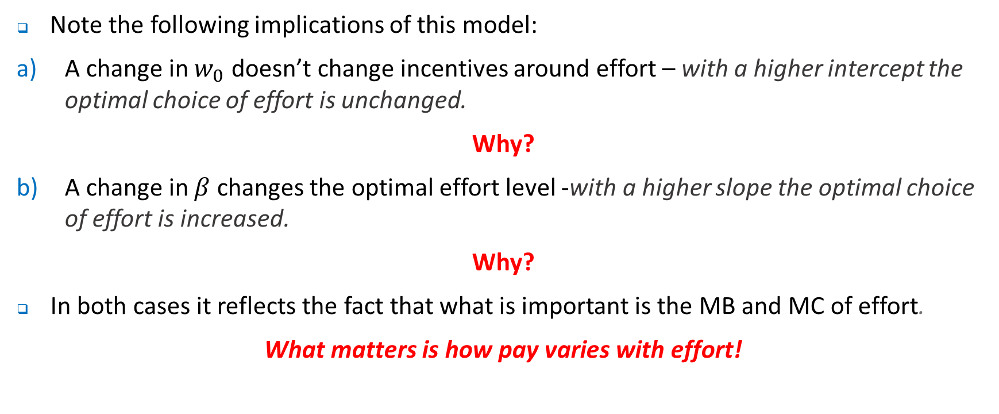 ❑ Note the following implications of this model:
a) A change in w₀ doesn’t change incentives around effort – with a higher intercept the
optimal choice of effort is unchanged.
Why?
b) A change in β changes the optimal effort level -with a higher slope the optimal choice
of effort is increased.
Why?
❑ In both cases it reflects the fact that what is important is the MB and MC of effort.
What matters is how pay varies with effort!